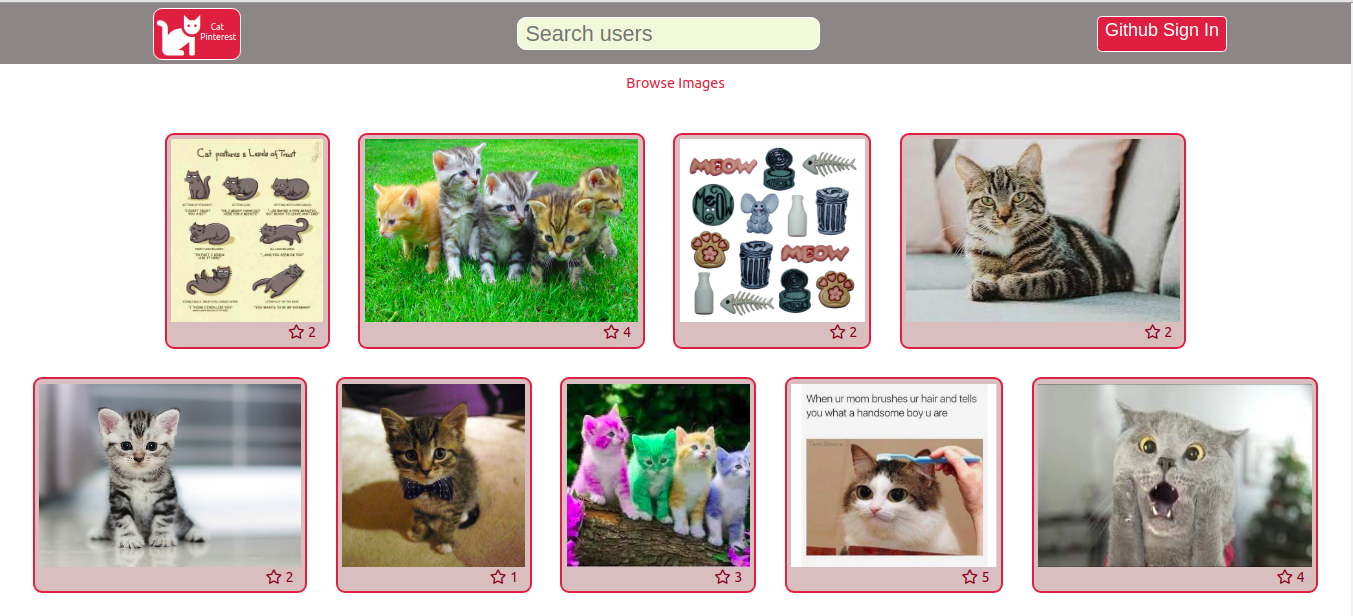 Cat
Pinterest
Search users
Github Sign In
Browse Images
Cat postures & Levels of Trust
MEOW
MeOw
MEOW
2
4
2
2
When ur mom brushes ur hair and tells
you what a handsome boy u are
2
1
3
5
4